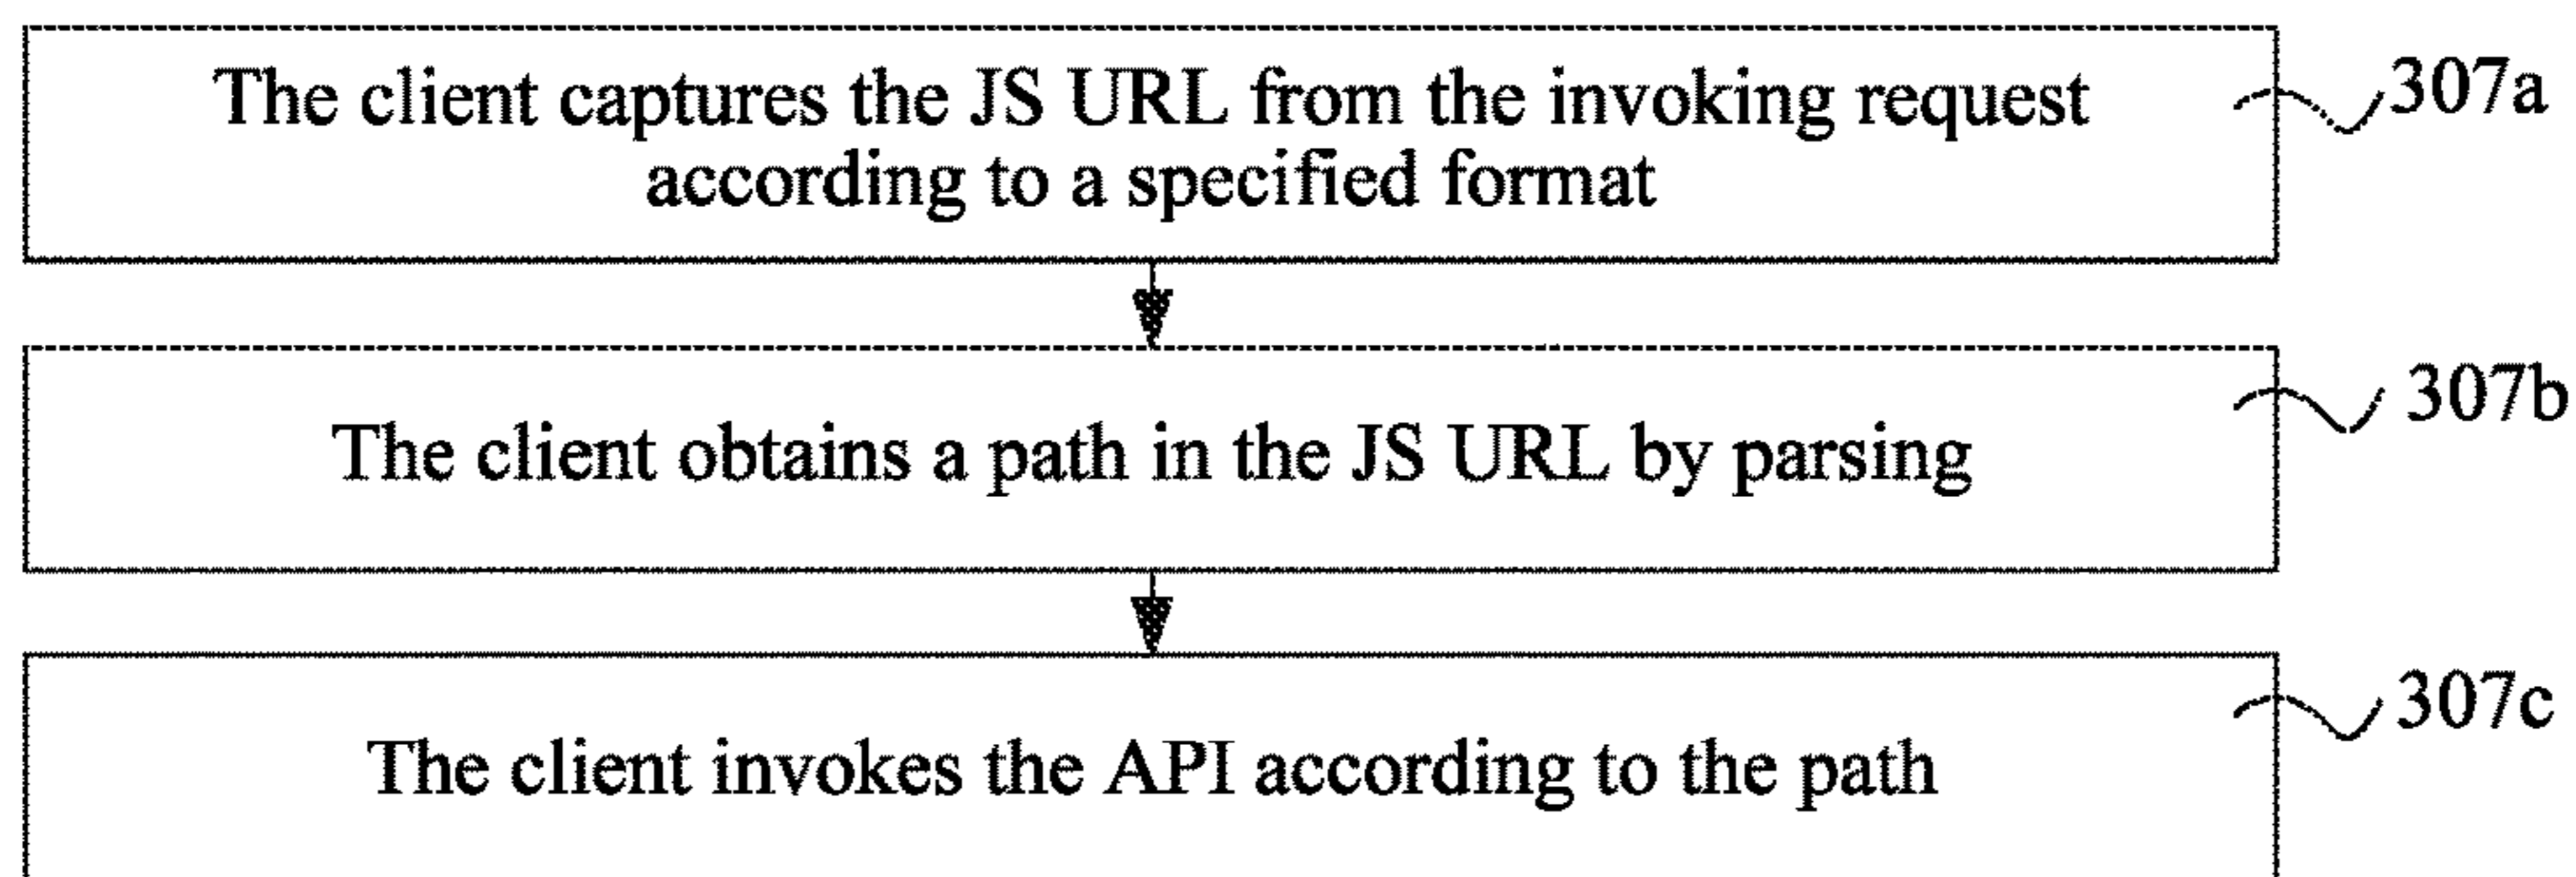 The client captures the JS URL from the invoking request
according to a specified format
307a
The client obtains a path in the JS URL by parsing
307b
The client invokes the API according to the path
307c